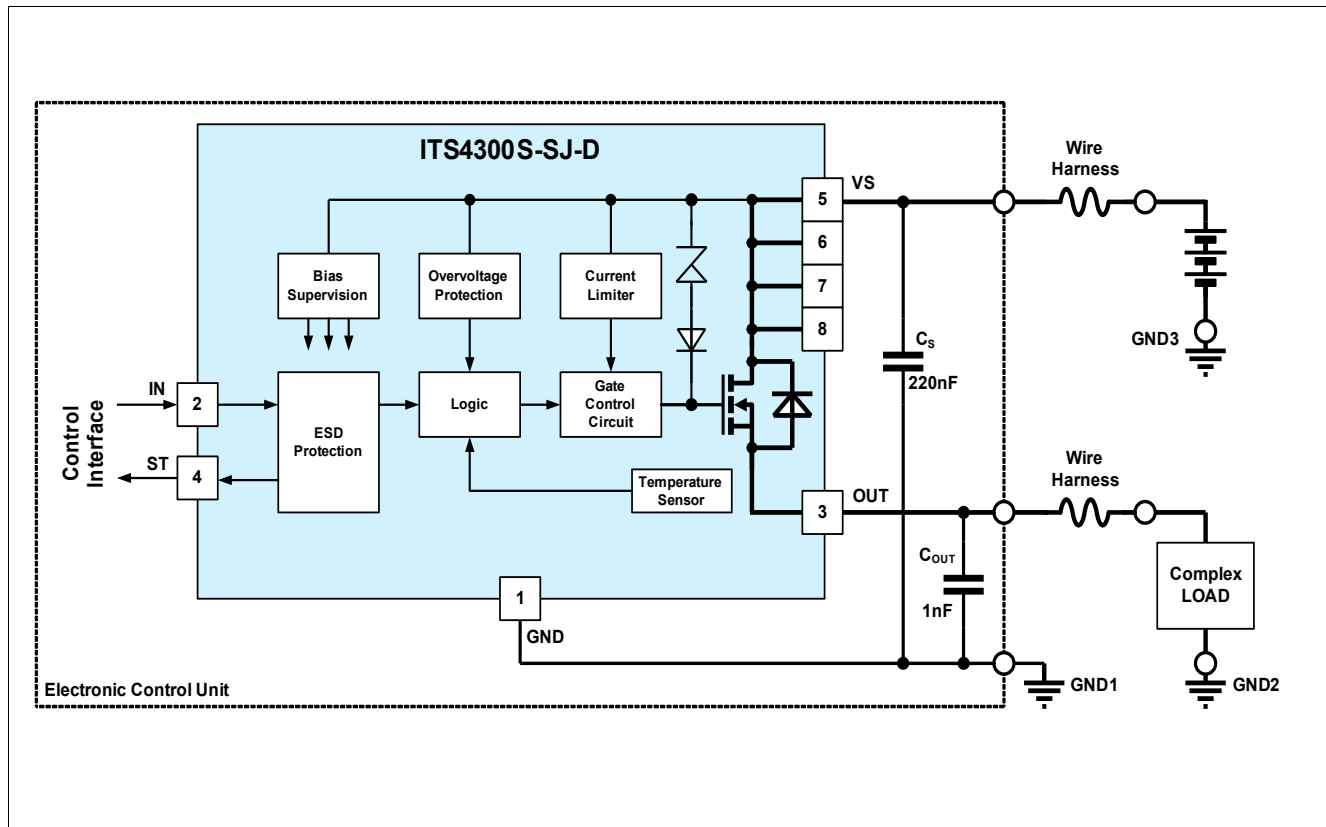 ITS4300S-SJ-D
Wire
Harness
VS
5
6
7
8
Bias
Supervision
Overvoltage
Protection
Current
Limiter
GND3
CS
220nF
IN
2
Control
Interface
ST
4
ESD
Protection
Logic
Gate
Control
Circuit
Temperature
Sensor
OUT
3
Wire
Harness
COUT
1nF
Complex
LOAD
1
GND
Electronic Control Unit
GND1
GND2